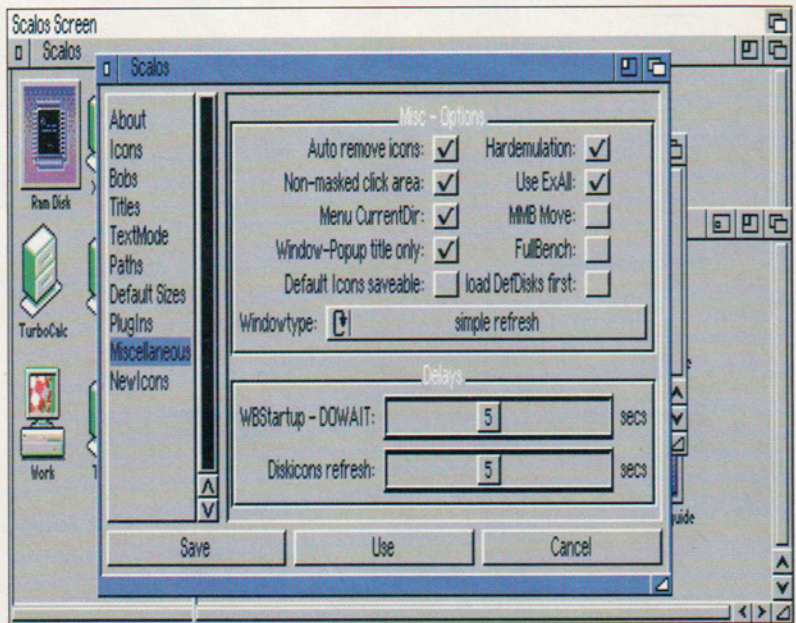 Scalos Screen
Scalos
Scalos
Ram Disk
TurboCalc
Work
About
Icons
Bobs
Titles
TextMode
Paths
Default Sizes
PlugIns
Miscellaneous
NewIcons
Misc - Options
Auto remove icons:
Hardemulation:
Non-masked click area:
Use ExAll:
Menu CurrentDir:
MMB Move:
Window-Popup title only:
FullBench:
Default Icons saveable:
load DefDisks first:
Windowtype:
simple refresh
Delays
WBStartup - DOWAIT:
5
secs
Diskicons refresh:
5
secs
Save
Use
Cancel